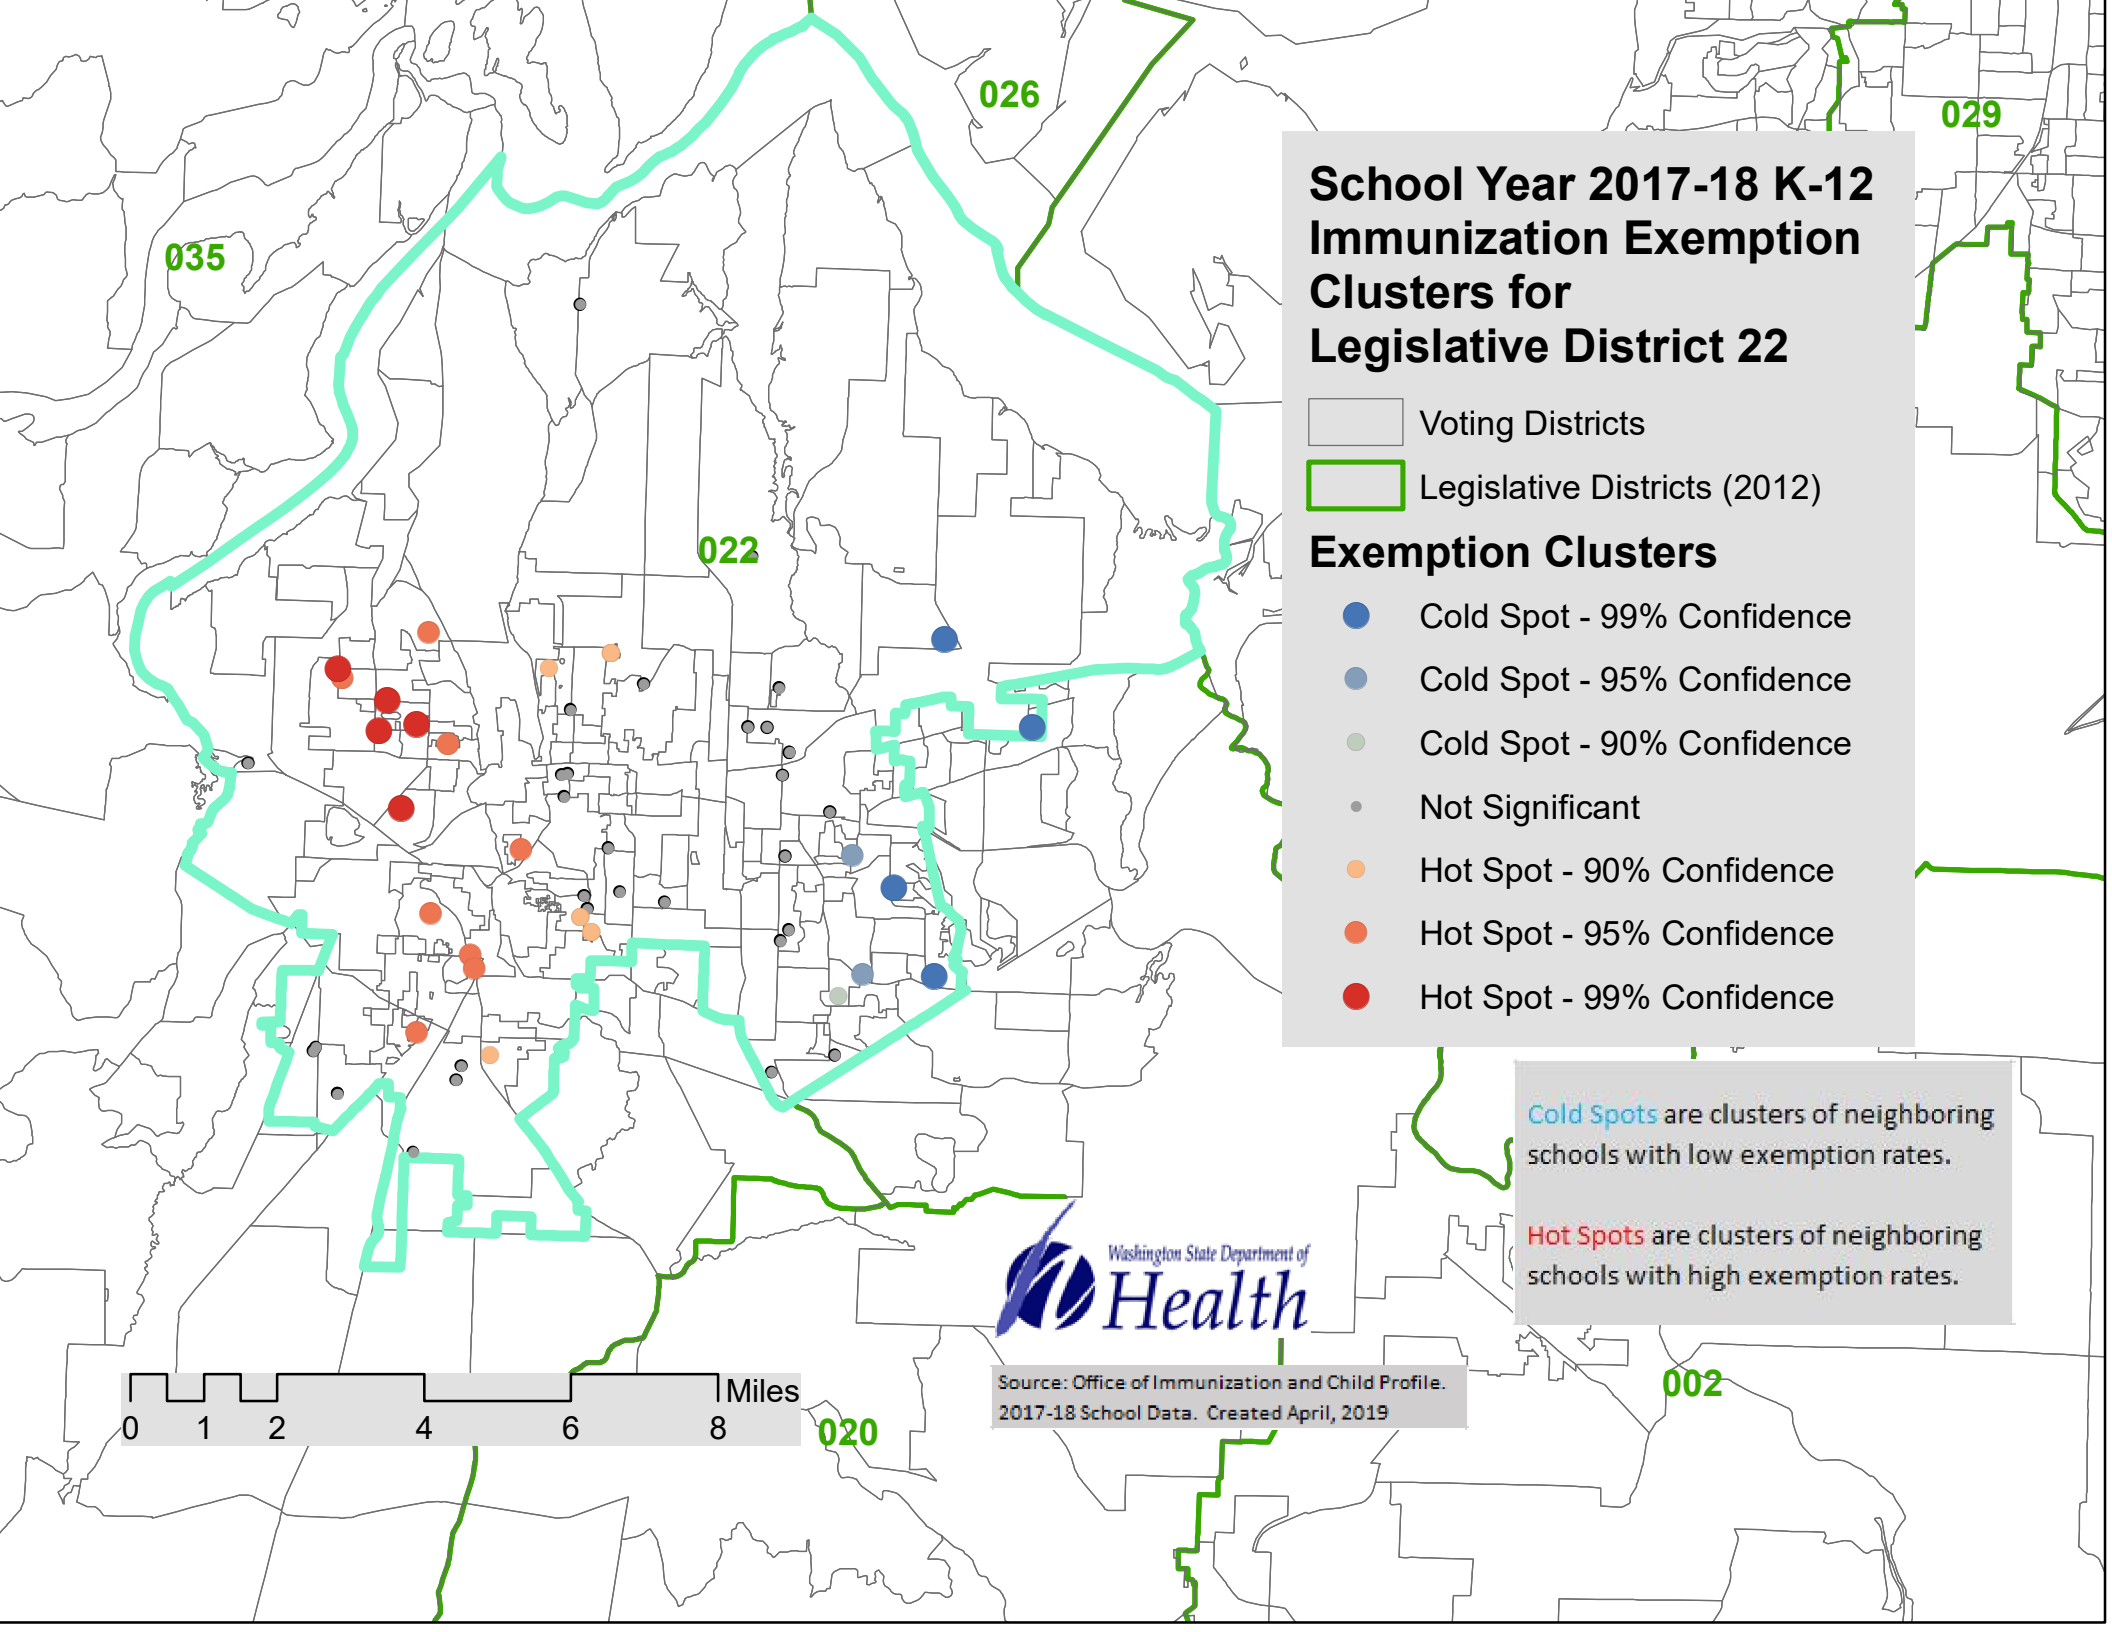 026
029
035
022
School Year 2017-18 K-12
Immunization Exemption
Clusters for
Legislative District 22
Voting Districts
Legislative Districts (2012)
Exemption Clusters
Cold Spot - 99% Confidence
Cold Spot - 95% Confidence
Cold Spot - 90% Confidence
Not Significant
Hot Spot - 90% Confidence
Hot Spot - 95% Confidence
Hot Spot - 99% Confidence
Cold Spots are clusters of neighboring
schools with low exemption rates.
Hot Spots are clusters of neighboring
schools with high exemption rates.
Washington State Department of
Health
Source: Office of Immunization and Child Profile.
2017-18 School Data. Created April, 2019
002
020
Miles
0 1 2 4 6 8